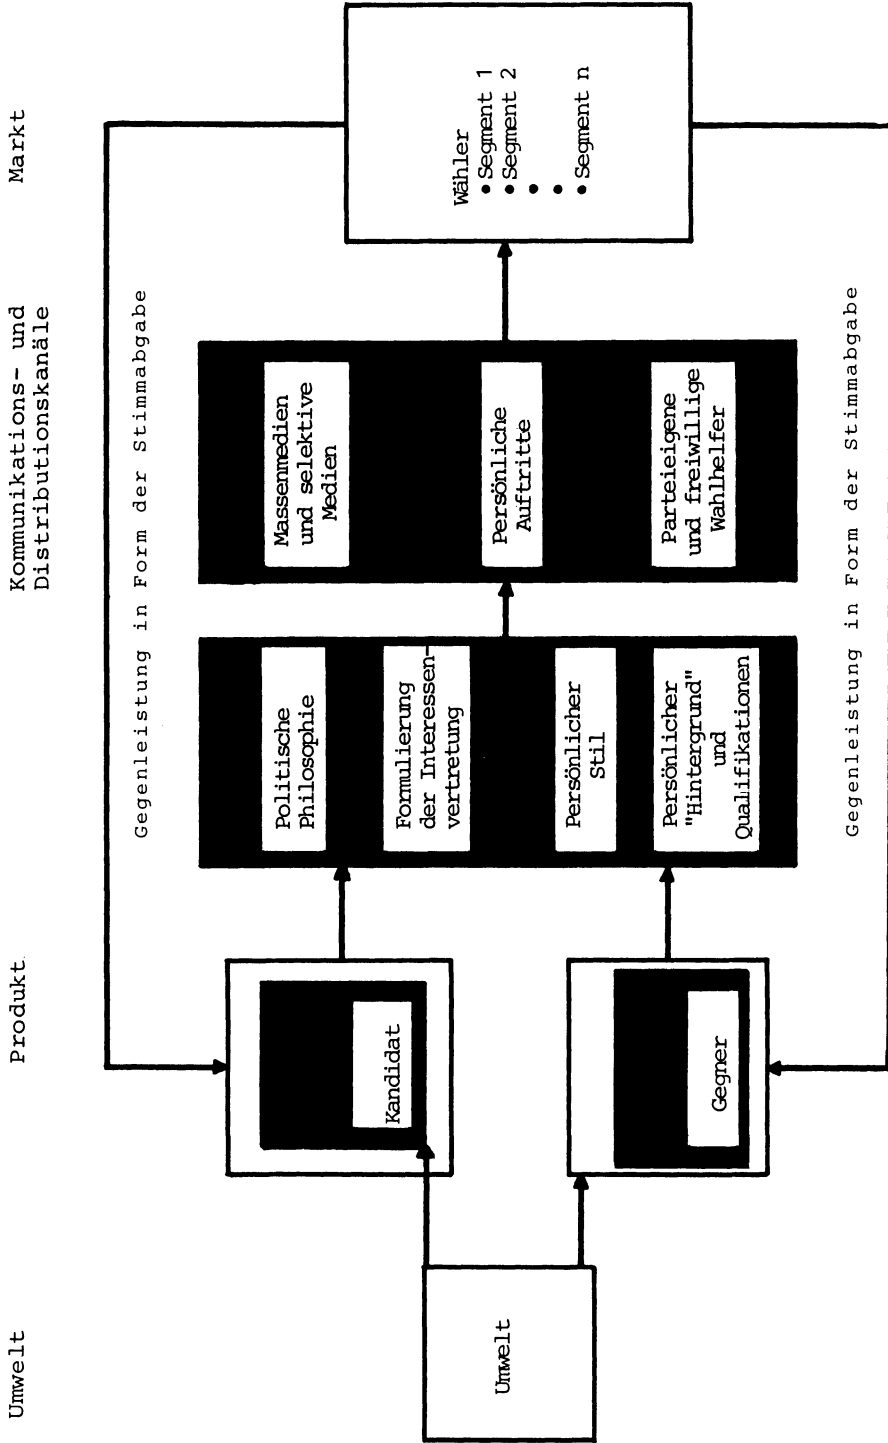 Umwelt
Produkt
Kommunikations- und
Distributionskanäle
Markt
Gegenleistung in Form der Stimmabgabe
Umwelt
Kandidat
Gegner
Politische
Philosophie
Formulierung
der Interessen-
vertretung
Persönlicher
Stil
Persönlicher
"Hintergrund"
und
Qualifikationen
Massenmedien
und selektive
Medien
Persönliche
Auftritte
Parteieigene
und freiwillige
Wahlhelfer
Wähler
• Segment 1
• Segment 2
•
•
• Segment n
Gegenleistung in Form der Stimmabgabe